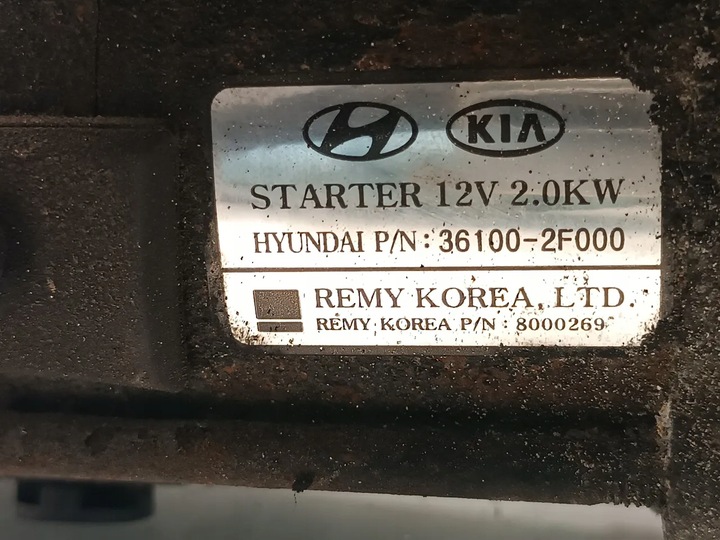 KIA
STARTER 12V 2.0KW
HYUNDAI P/N : 36100-2F000
REMY KOREA, LTD.
REMY KOREA P/N : 8000269